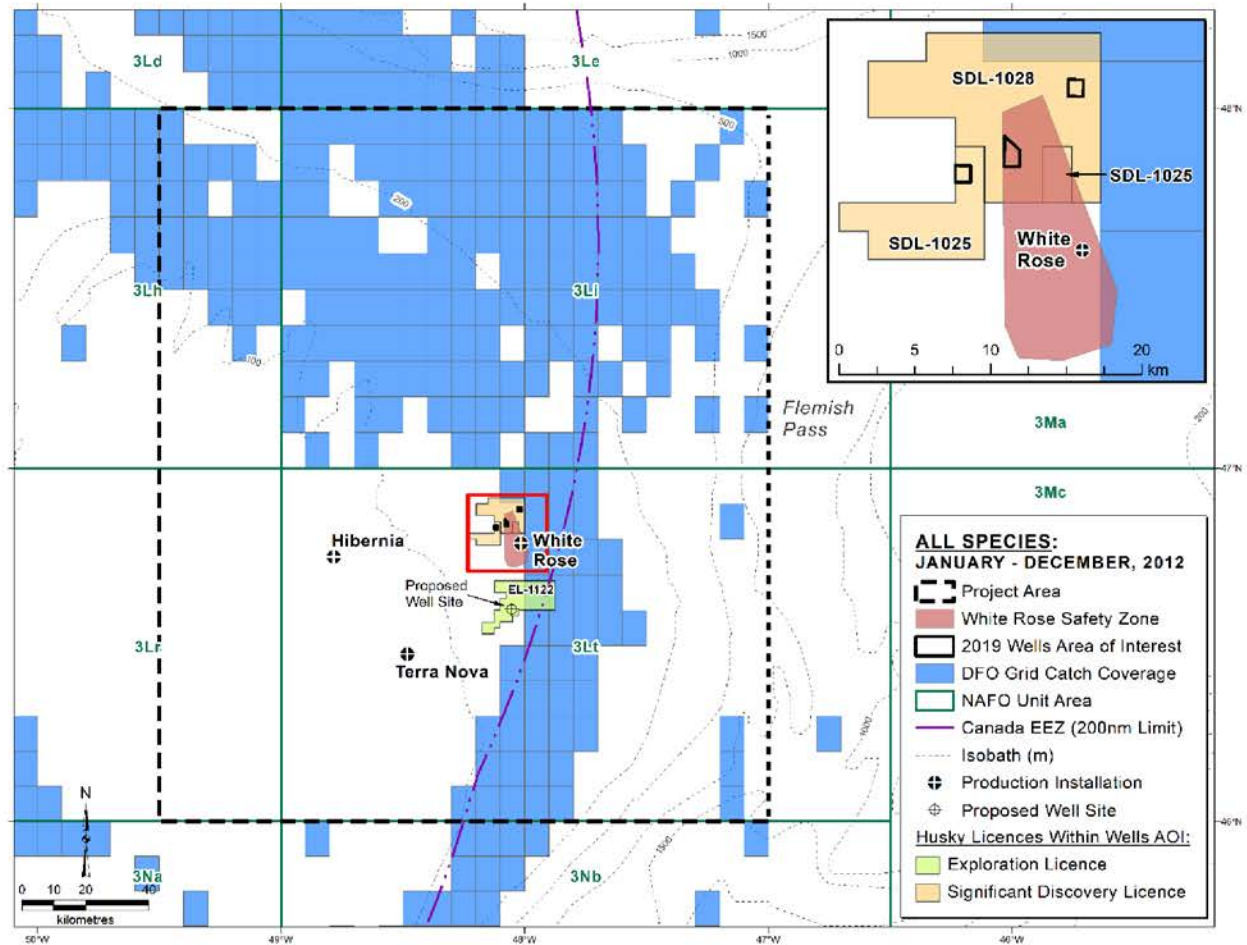 3Ld
3Le
1500
1000
500
48°N
200
3Lh
3Li
100
Flemish
Pass
3Ma
200
47°N
3Mc
Hibernia
White
Rose
Proposed
Well Site
EL-1122
3Lr
3Lt
Terra Nova
1000
1500
46°N
3Na
3Nb
N
0 10 20 40
kilometres
50°W
49°W
48°W
47°W
46°W
SDL-1028
SDL-1025
SDL-1025
White
Rose
0 5 10 20
km
ALL SPECIES:
JANUARY - DECEMBER, 2012
Project Area
White Rose Safety Zone
2019 Wells Area of Interest
DFO Grid Catch Coverage
NAFO Unit Area
Canada EEZ (200nm Limit)
Isobath (m)
Production Installation
Proposed Well Site
Husky Licences Within Wells AOI:
Exploration Licence
Significant Discovery Licence